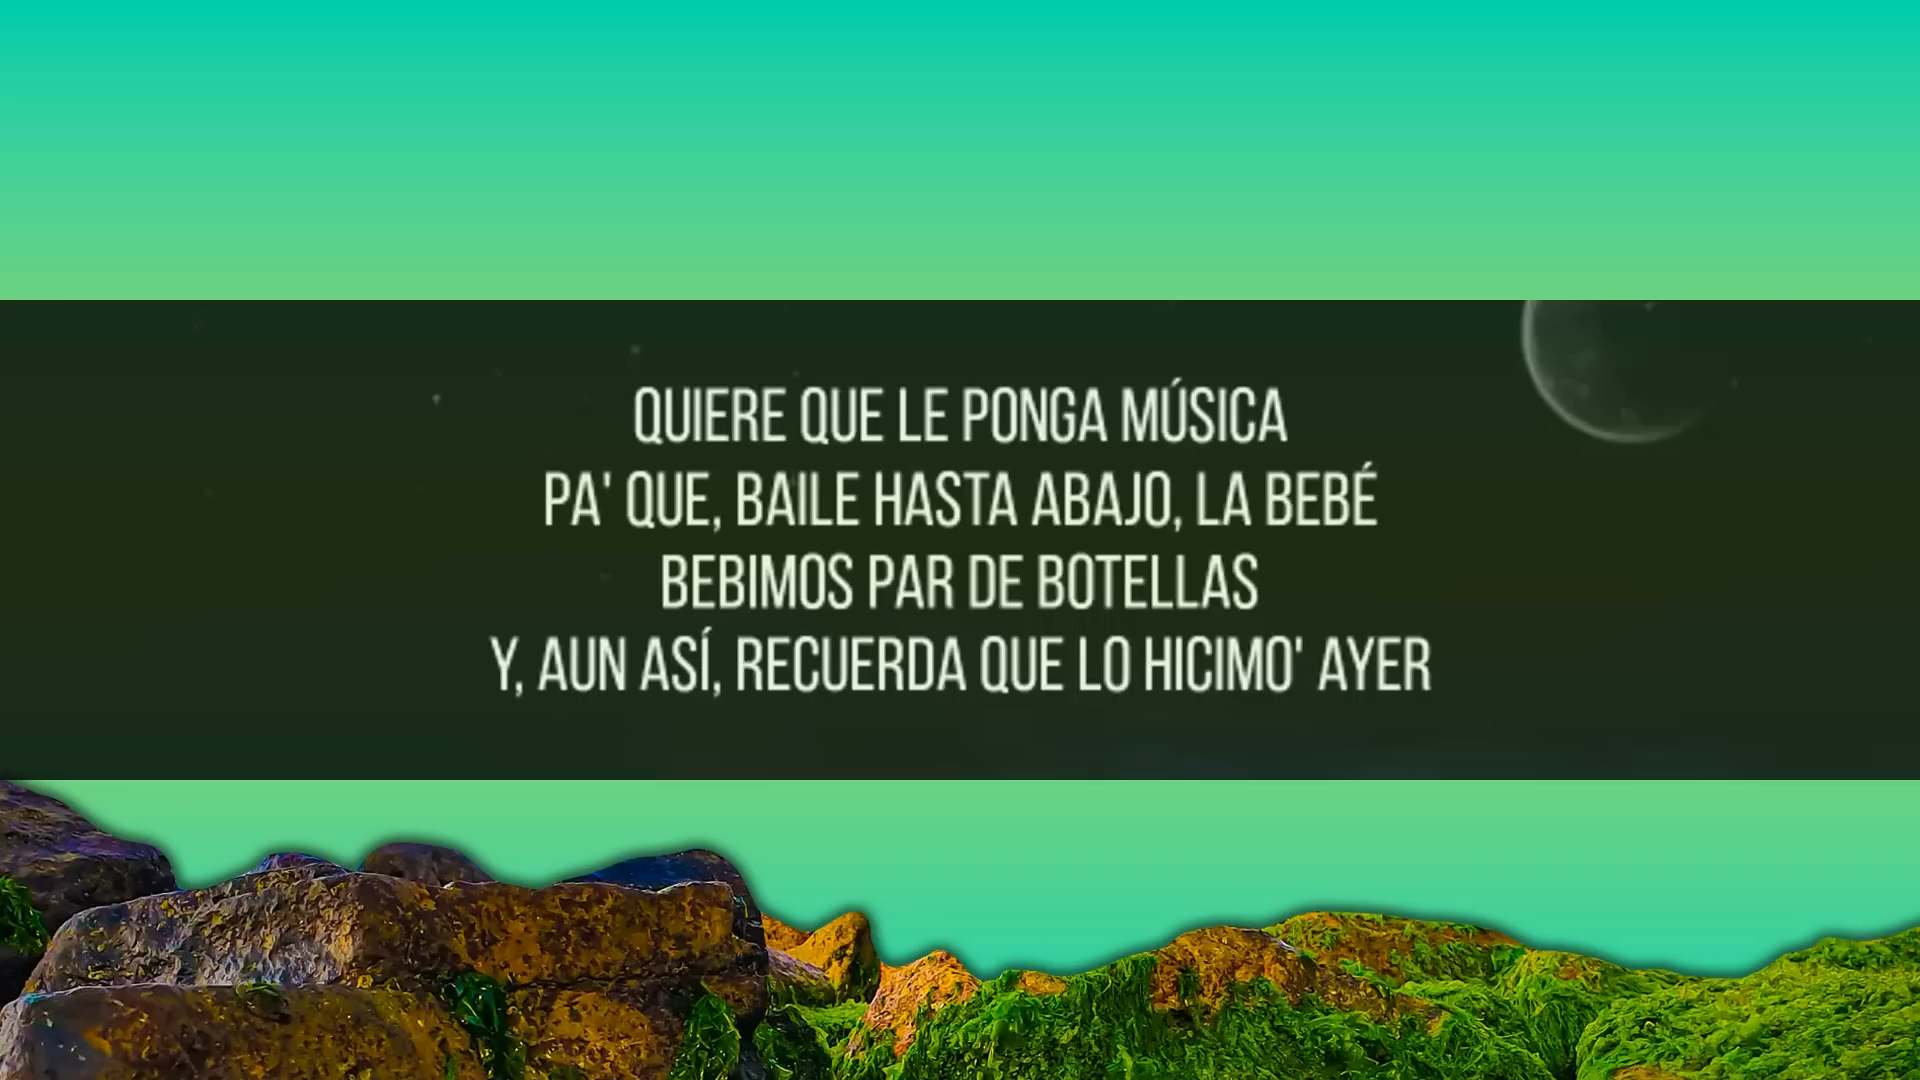 QUIERE QUE LE PONGA MÚSICA
PA' QUE, BAILE HASTA ABAJO, LA BEBÉ
BEBIMOS PAR DE BOTELLAS
Y, AUN ASÍ, RECUERDA QUE LO HICIMO' AYER